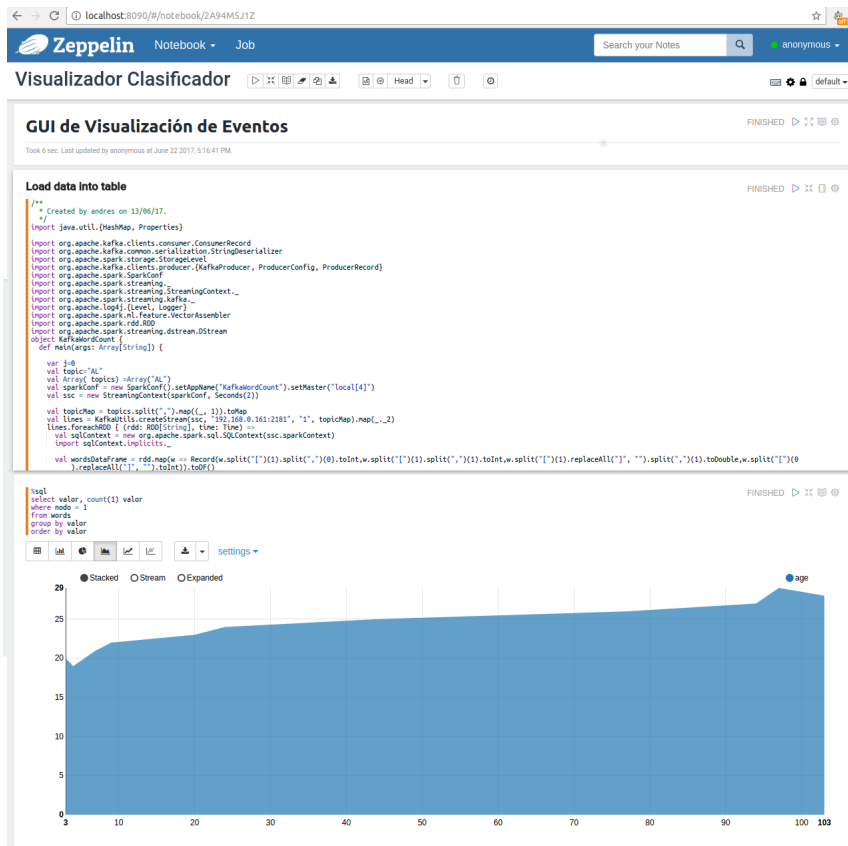 localhost:8090/#/notebook/2A94M5J1Z
Zeppelin Notebook Job Search your Notes anonymous
Visualizador Clasificador Head default
GUI de Visualización de Eventos FINISHED
Took 6 sec. Last updated by anonymous at June 22 2017, 5:16:41 PM.
Load data into table FINISHED
/**
* Created by andres on 13/06/17.
*/
import java.util.{HashMap, Properties}
import org.apache.kafka.clients.consumer.ConsumerRecord
import org.apache.kafka.common.serialization.StringDeserializer
import org.apache.spark.storage.StorageLevel
import org.apache.kafka.clients.producer.{KafkaProducer, ProducerConfig, ProducerRecord}
import org.apache.spark.SparkConf
import org.apache.spark.streaming._
import org.apache.spark.streaming.StreamingContext._
import org.apache.spark.streaming.kafka._
import org.apache.log4j.{Level, Logger}
import org.apache.spark.ml.feature.VectorAssembler
import org.apache.spark.rdd.RDD
import org.apache.spark.streaming.dstream.DStream
object KafkaWordCount {
def main(args: Array[String]) {
var j=0
val topic="AL"
val Array( topics) =Array("AL")
val sparkConf = new SparkConf().setAppName("KafkaWordCount").setMaster("local[4]")
val ssc = new StreamingContext(sparkConf, Seconds(2))
val topicMap = topics.split(",").map((_, 1)).toMap
val lines = KafkaUtils.createStream(ssc, "192.168.0.161:2181", "1", topicMap).map(_._2)
lines.foreachRDD { (rdd: RDD[String], time: Time) =>
val sqlContext = new org.apache.spark.sql.SQLContext(ssc.sparkContext)
import sqlContext.implicits._
val wordsDataFrame = rdd.map(w => Record(w.split("[")(1).split(",")(0).toInt,w.split("[")(1).split(",")(1).toInt,w.split("[")(1).replaceAll("]", "").split(",")(1).toDouble,w.split("[")(0
).replaceAll("]", "").toInt)).toDF()
%sql FINISHED
select valor, count(1) valor
where nodo = 1
from words
group by valor
order by valor
settings
Stacked Stream Expanded age
29
25
20
15
10
5
0
3 10 20 30 40 50 60 70 80 90 100 103